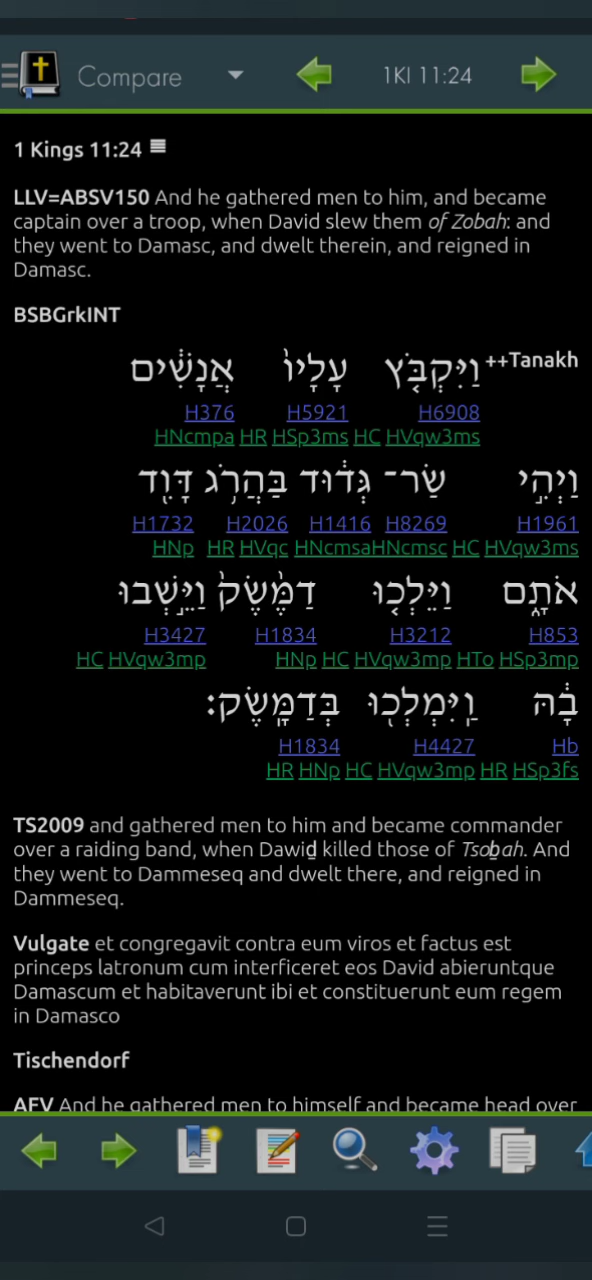 Compare
1KI 11:24
1 Kings 11:24
LLV=ABSV150 And he gathered men to him, and became
captain over a troop, when David slew them of Zobah: and
they went to Damasc, and dwelt therein, and reigned in
Damasc.
BSBGrkINT
++Tanakh וַיִּקְבֹּ֤ץ עָלָיו֙ אֲנָשִׁ֔ים
H376 H5921 H6908
HNcmpa HR HSp3ms HC HVqw3ms
וַיְהִ֣י שַׂר־ גְּד֔וּד בַּהֲרֹ֥ג דָּוִ֖ד
H1732 H2026 H1416 H8269 H1961
HNp HR HVqc HNcmsaHNcmsc HC HVqw3ms
אֹתָ֑ם וַיֵּלְכ֤וּ דַמֶּ֙שֶׂק֙ וַיֵּ֣שְׁבוּ
H3427 H1834 H3212 H853
HC HVqw3mp HNp HC HVqw3mp HTo HSp3mp
בָ֔הּ וַֽיִּמְלְכ֖וּ בְּדַמָּֽשֶׂק׃
H1834 H4427 Hb
HR HNp HC HVqw3mp HR HSp3fs
TS2009 and gathered men to him and became commander
over a raiding band, when Dawiḏ killed those of Tsoḇah. And
they went to Dammeseq and dwelt there, and reigned in
Dammeseq.
Vulgate et congregavit contra eum viros et factus est
princeps latronum cum interficeret eos David abieruntque
Damascum et habitaverunt ibi et constituerunt eum regem
in Damasco
Tischendorf
AFV And he gathered men to himself and became head over